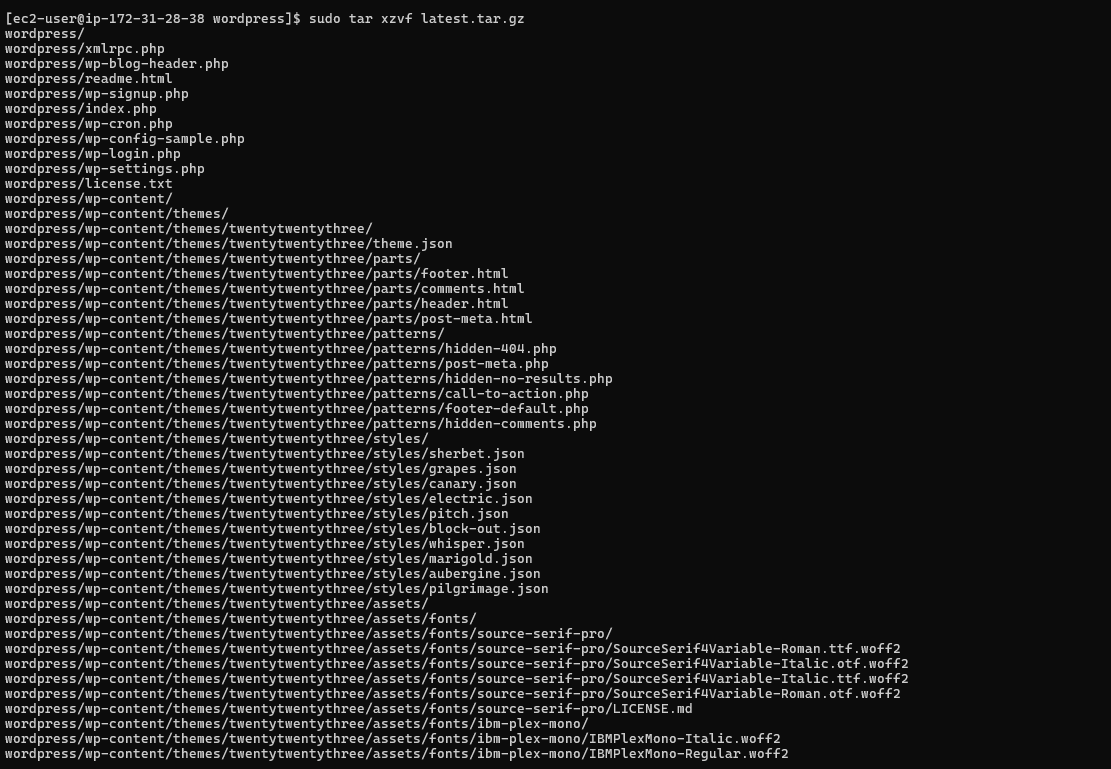 [ec2-user@ip-172-31-28-38 wordpress]$ sudo tar xzvf latest.tar.gz
wordpress/
wordpress/xmlrpc.php
wordpress/wp-blog-header.php
wordpress/readme.html
wordpress/wp-signup.php
wordpress/index.php
wordpress/wp-cron.php
wordpress/wp-config-sample.php
wordpress/wp-login.php
wordpress/wp-settings.php
wordpress/license.txt
wordpress/wp-content/
wordpress/wp-content/themes/
wordpress/wp-content/themes/twentytwentythree/
wordpress/wp-content/themes/twentytwentythree/theme.json
wordpress/wp-content/themes/twentytwentythree/parts/
wordpress/wp-content/themes/twentytwentythree/parts/footer.html
wordpress/wp-content/themes/twentytwentythree/parts/comments.html
wordpress/wp-content/themes/twentytwentythree/parts/header.html
wordpress/wp-content/themes/twentytwentythree/parts/post-meta.html
wordpress/wp-content/themes/twentytwentythree/patterns/
wordpress/wp-content/themes/twentytwentythree/patterns/hidden-404.php
wordpress/wp-content/themes/twentytwentythree/patterns/post-meta.php
wordpress/wp-content/themes/twentytwentythree/patterns/hidden-no-results.php
wordpress/wp-content/themes/twentytwentythree/patterns/call-to-action.php
wordpress/wp-content/themes/twentytwentythree/patterns/footer-default.php
wordpress/wp-content/themes/twentytwentythree/patterns/hidden-comments.php
wordpress/wp-content/themes/twentytwentythree/styles/
wordpress/wp-content/themes/twentytwentythree/styles/sherbet.json
wordpress/wp-content/themes/twentytwentythree/styles/grapes.json
wordpress/wp-content/themes/twentytwentythree/styles/canary.json
wordpress/wp-content/themes/twentytwentythree/styles/electric.json
wordpress/wp-content/themes/twentytwentythree/styles/pitch.json
wordpress/wp-content/themes/twentytwentythree/styles/block-out.json
wordpress/wp-content/themes/twentytwentythree/styles/whisper.json
wordpress/wp-content/themes/twentytwentythree/styles/marigold.json
wordpress/wp-content/themes/twentytwentythree/styles/aubergine.json
wordpress/wp-content/themes/twentytwentythree/styles/pilgrimage.json
wordpress/wp-content/themes/twentytwentythree/assets/
wordpress/wp-content/themes/twentytwentythree/assets/fonts/
wordpress/wp-content/themes/twentytwentythree/assets/fonts/source-serif-pro/
wordpress/wp-content/themes/twentytwentythree/assets/fonts/source-serif-pro/SourceSerif4Variable-Roman.ttf.woff2
wordpress/wp-content/themes/twentytwentythree/assets/fonts/source-serif-pro/SourceSerif4Variable-Italic.otf.woff2
wordpress/wp-content/themes/twentytwentythree/assets/fonts/source-serif-pro/SourceSerif4Variable-Italic.ttf.woff2
wordpress/wp-content/themes/twentytwentythree/assets/fonts/source-serif-pro/SourceSerif4Variable-Roman.otf.woff2
wordpress/wp-content/themes/twentytwentythree/assets/fonts/source-serif-pro/LICENSE.md
wordpress/wp-content/themes/twentytwentythree/assets/fonts/ibm-plex-mono/
wordpress/wp-content/themes/twentytwentythree/assets/fonts/ibm-plex-mono/IBMPlexMono-Italic.woff2
wordpress/wp-content/themes/twentytwentythree/assets/fonts/ibm-plex-mono/IBMPlexMono-Regular.woff2